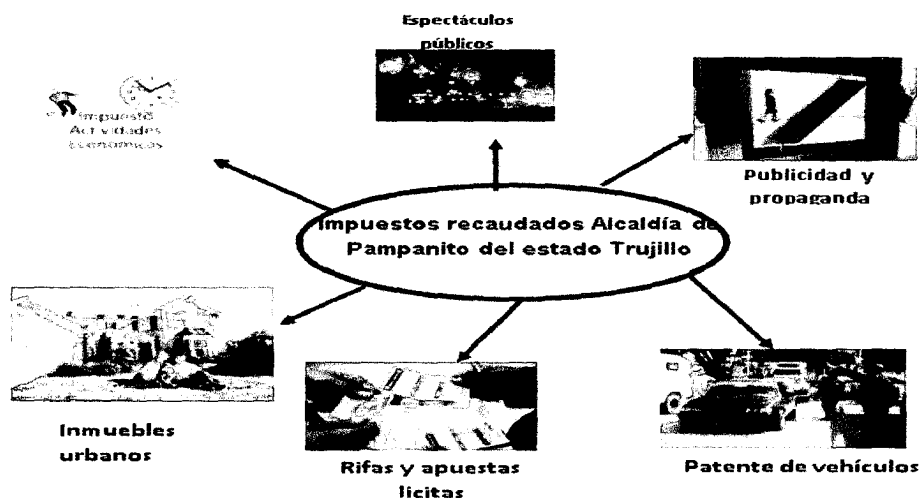 Espectáculos
públicos
Impuesto
Actividades
Económicas
Publicidad y
propaganda
Impuestos recaudados Alcaldía de
Pampanito del estado Trujillo
Inmuebles
urbanos
Rifas y apuestas
lícitas
Patente de vehículos